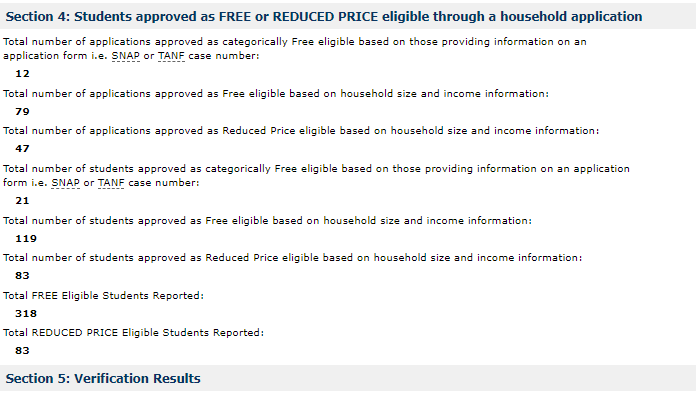 Section 4: Students approved as FREE or REDUCED PRICE eligible through a household application
Total number of applications approved as categorically Free eligible based on those providing information on an
application form i.e. SNAP or TANF case number:
12
Total number of applications approved as Free eligible based on household size and income information:
79
Total number of applications approved as Reduced Price eligible based on household size and income information:
47
Total number of students approved as categorically Free eligible based on those providing information on an application
form i.e. SNAP or TANF case number:
21
Total number of students approved as Free eligible based on household size and income information:
119
Total number of students approved as Reduced Price eligible based on household size and income information:
83
Total FREE Eligible Students Reported:
318
Total REDUCED PRICE Eligible Students Reported:
83
Section 5: Verification Results